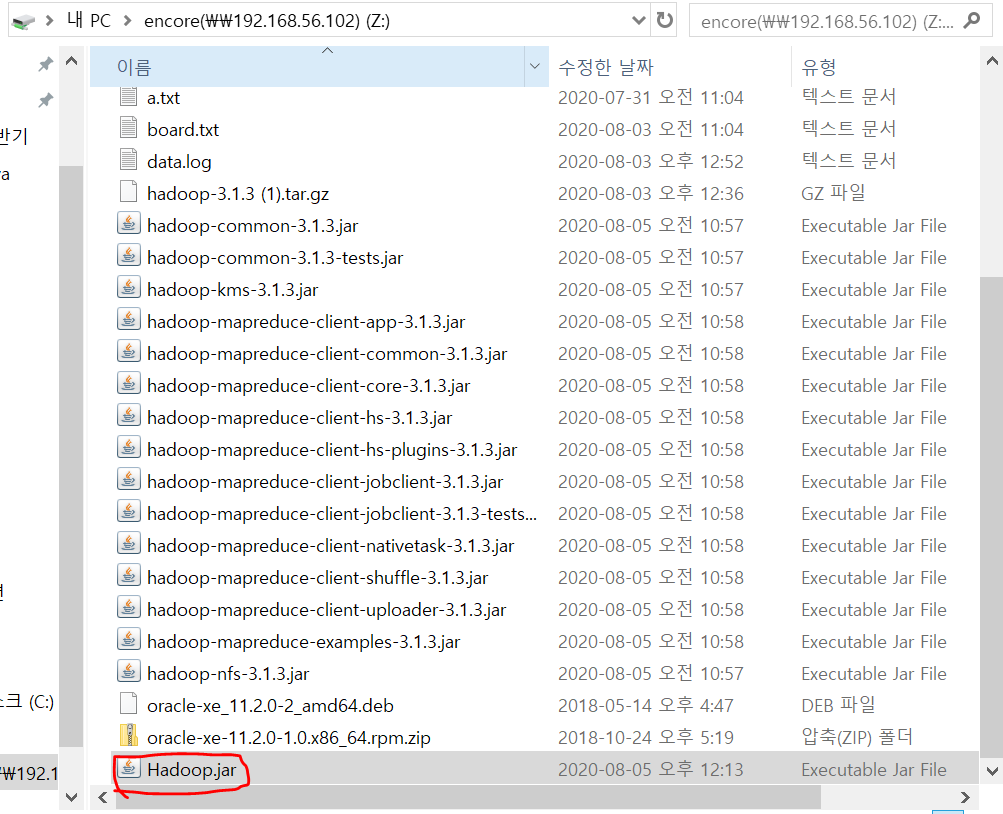 내 PC > encore(₩₩192.168.56.102) (Z:)
encore(₩₩192.168.56.102) (Z:...
이름 수정한 날짜 유형
a.txt 2020-07-31 오전 11:04 텍스트 문서
board.txt 2020-08-03 오전 11:04 텍스트 문서
data.log 2020-08-03 오후 12:52 텍스트 문서
hadoop-3.1.3 (1).tar.gz 2020-08-03 오후 12:36 GZ 파일
hadoop-common-3.1.3.jar 2020-08-05 오전 10:57 Executable Jar File
hadoop-common-3.1.3-tests.jar 2020-08-05 오전 10:57 Executable Jar File
hadoop-kms-3.1.3.jar 2020-08-05 오전 10:57 Executable Jar File
hadoop-mapreduce-client-app-3.1.3.jar 2020-08-05 오전 10:58 Executable Jar File
hadoop-mapreduce-client-common-3.1.3.jar 2020-08-05 오전 10:58 Executable Jar File
hadoop-mapreduce-client-core-3.1.3.jar 2020-08-05 오전 10:58 Executable Jar File
hadoop-mapreduce-client-hs-3.1.3.jar 2020-08-05 오전 10:58 Executable Jar File
hadoop-mapreduce-client-hs-plugins-3.1.3.jar 2020-08-05 오전 10:58 Executable Jar File
hadoop-mapreduce-client-jobclient-3.1.3.jar 2020-08-05 오전 10:58 Executable Jar File
hadoop-mapreduce-client-jobclient-3.1.3-tests... 2020-08-05 오전 10:58 Executable Jar File
hadoop-mapreduce-client-nativetask-3.1.3.jar 2020-08-05 오전 10:58 Executable Jar File
hadoop-mapreduce-client-shuffle-3.1.3.jar 2020-08-05 오전 10:58 Executable Jar File
hadoop-mapreduce-client-uploader-3.1.3.jar 2020-08-05 오전 10:58 Executable Jar File
hadoop-mapreduce-examples-3.1.3.jar 2020-08-05 오전 10:58 Executable Jar File
hadoop-nfs-3.1.3.jar 2020-08-05 오전 10:57 Executable Jar File
oracle-xe_11.2.0-2_amd64.deb 2018-05-14 오후 4:47 DEB 파일
(C:) oracle-xe-11.2.0-1.0.x86_64.rpm.zip 2018-10-24 오후 5:19 압축(ZIP) 폴더
₩192.1 Hadoop.jar 2020-08-05 오후 12:13 Executable Jar File